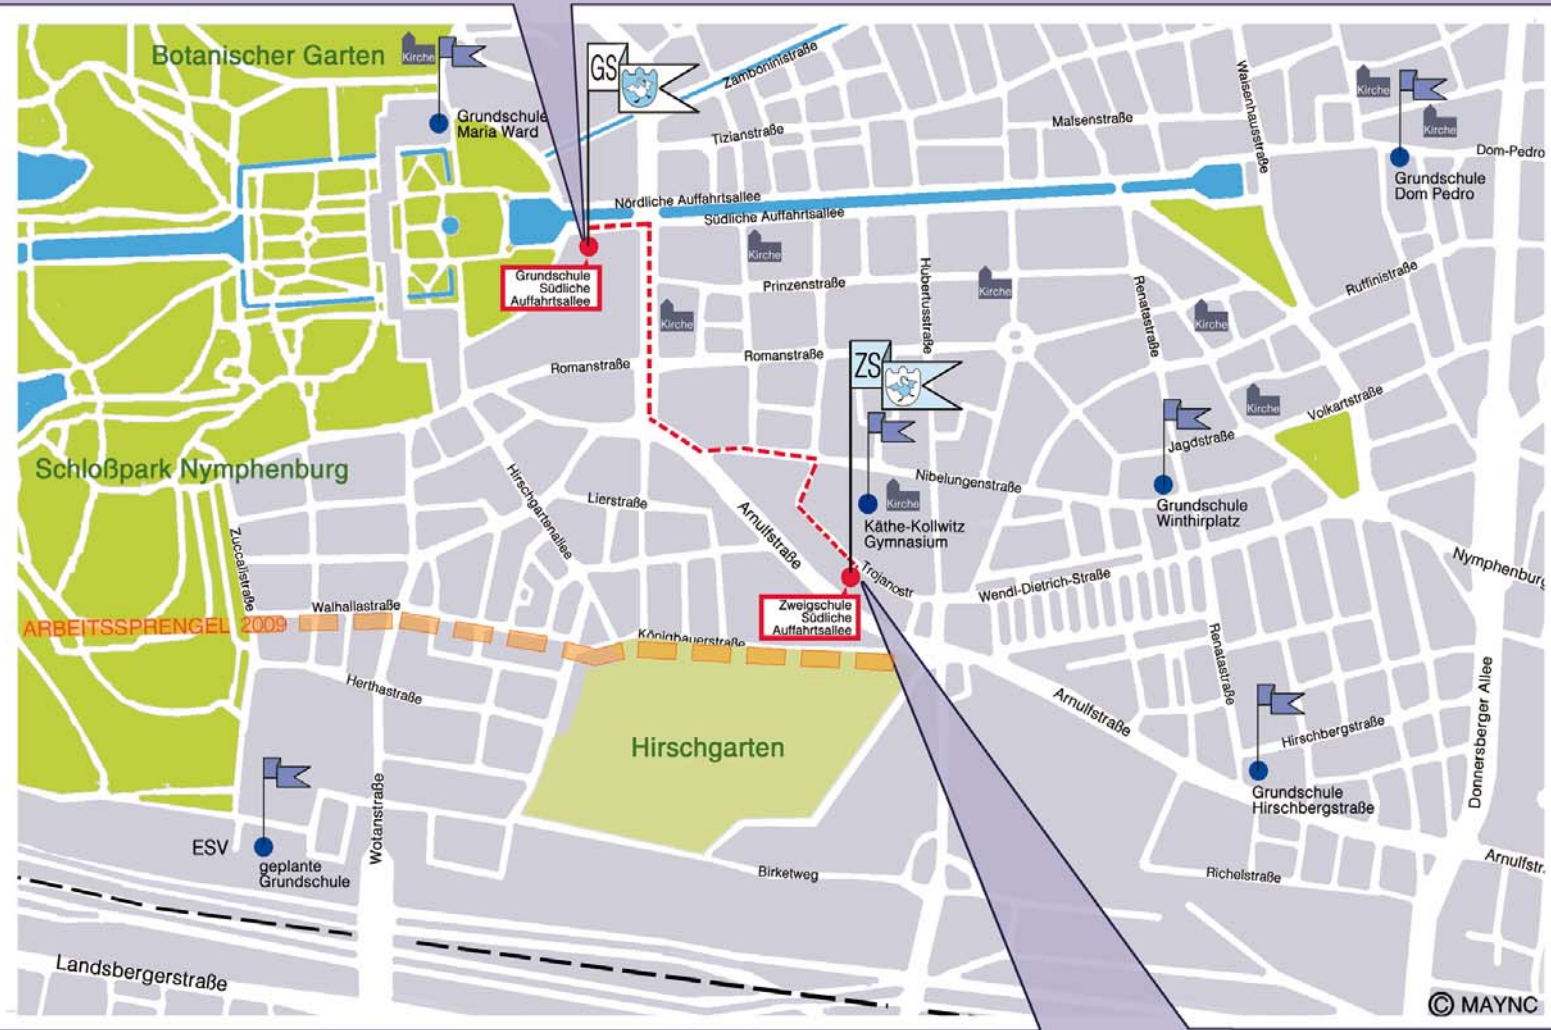 Botanischer Garten
Kirche
Grundschule
Maria Ward
GS
Zamboninistraße
Tizianstraße
Malsenstraße
Waisenhausstraße
Kirche
Kirche
Dom-Pedro
Grundschule
Dom Pedro
Nördliche Auffahrtsallee
Südliche Auffahrtsallee
Kirche
Grundschule
Südliche
Auffahrtsallee
Prinzenstraße
Hubertusstraße
Kirche
Renatastraße
Ruffinistraße
Kirche
Kirche
Romanstraße
Romanstraße
ZS
Kirche
Volkartstraße
Jagdstraße
Schloßpark Nymphenburg
Hirschgartenallee
Lierstraße
Arnulfstraße
Nibelungenstraße
Kirche
Käthe-Kollwitz
Gymnasium
Grundschule
Winthirplatz
Zuccalistraße
Nymphenburg
Trojanostr
Wendl-Dietrich-Straße
Walhallastraße
ARBEITSSPRENGEL 2009
Zweigschule
Südliche
Auffahrtsallee
Königbauerstraße
Renatastraße
Herthastraße
Arnulfstraße
Donnersberger Allee
Hirschgarten
Hirschbergstraße
Grundschule
Hirschbergstraße
Wotanstraße
ESV
geplante
Grundschule
Birketweg
Richelstraße
Arnulfstr.
Landsbergerstraße
© MAYNC